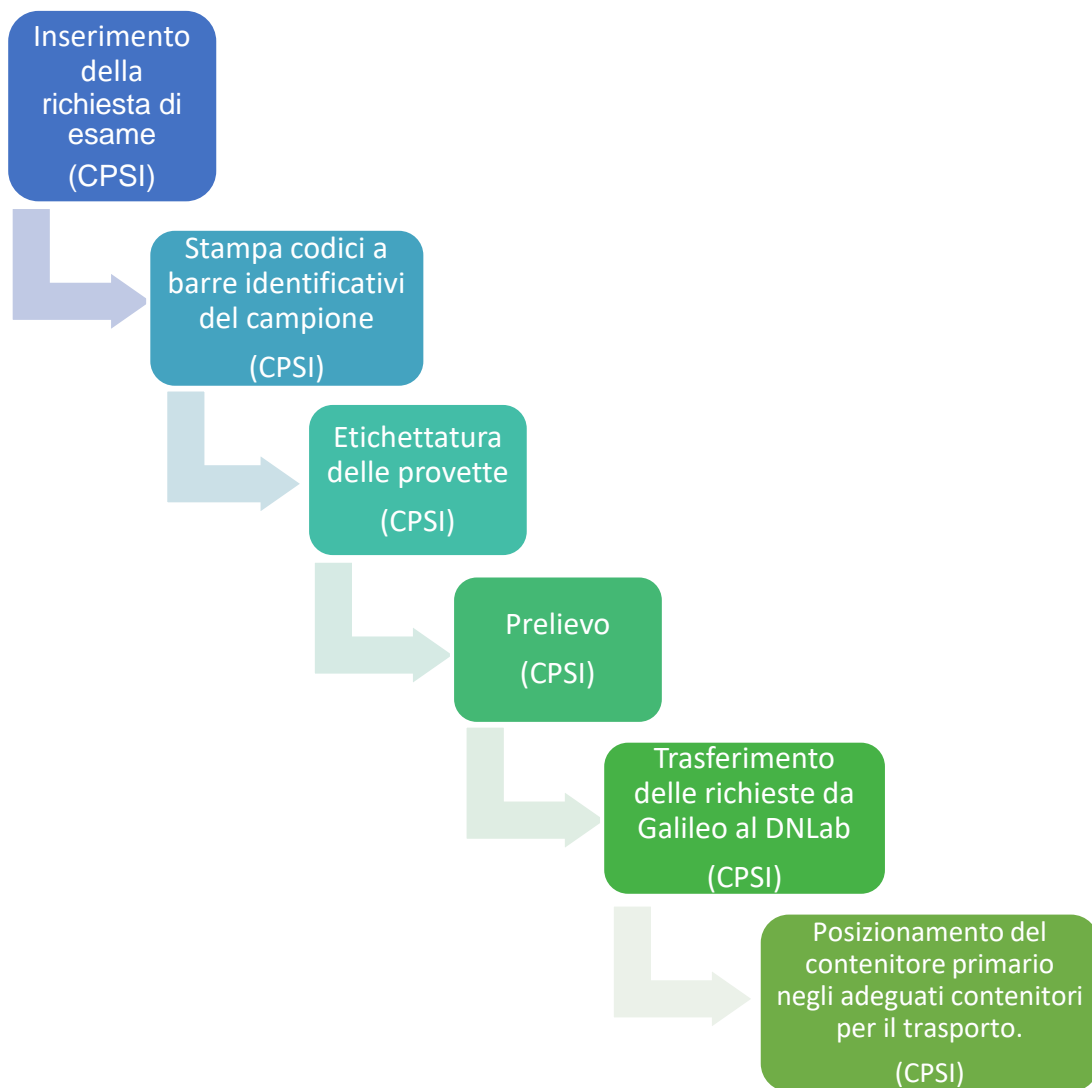 Inserimento
della
richiesta di
esame
(CPSI)
Stampa codici a
barre identificativi
del campione
(CPSI)
Etichettatura
delle provette
(CPSI)
Prelievo
(CPSI)
Trasferimento
delle richieste da
Galileo al DNLab
(CPSI)
Posizionamento del
contenitore primario
negli adeguati contenitori
per il trasporto.
(CPSI)